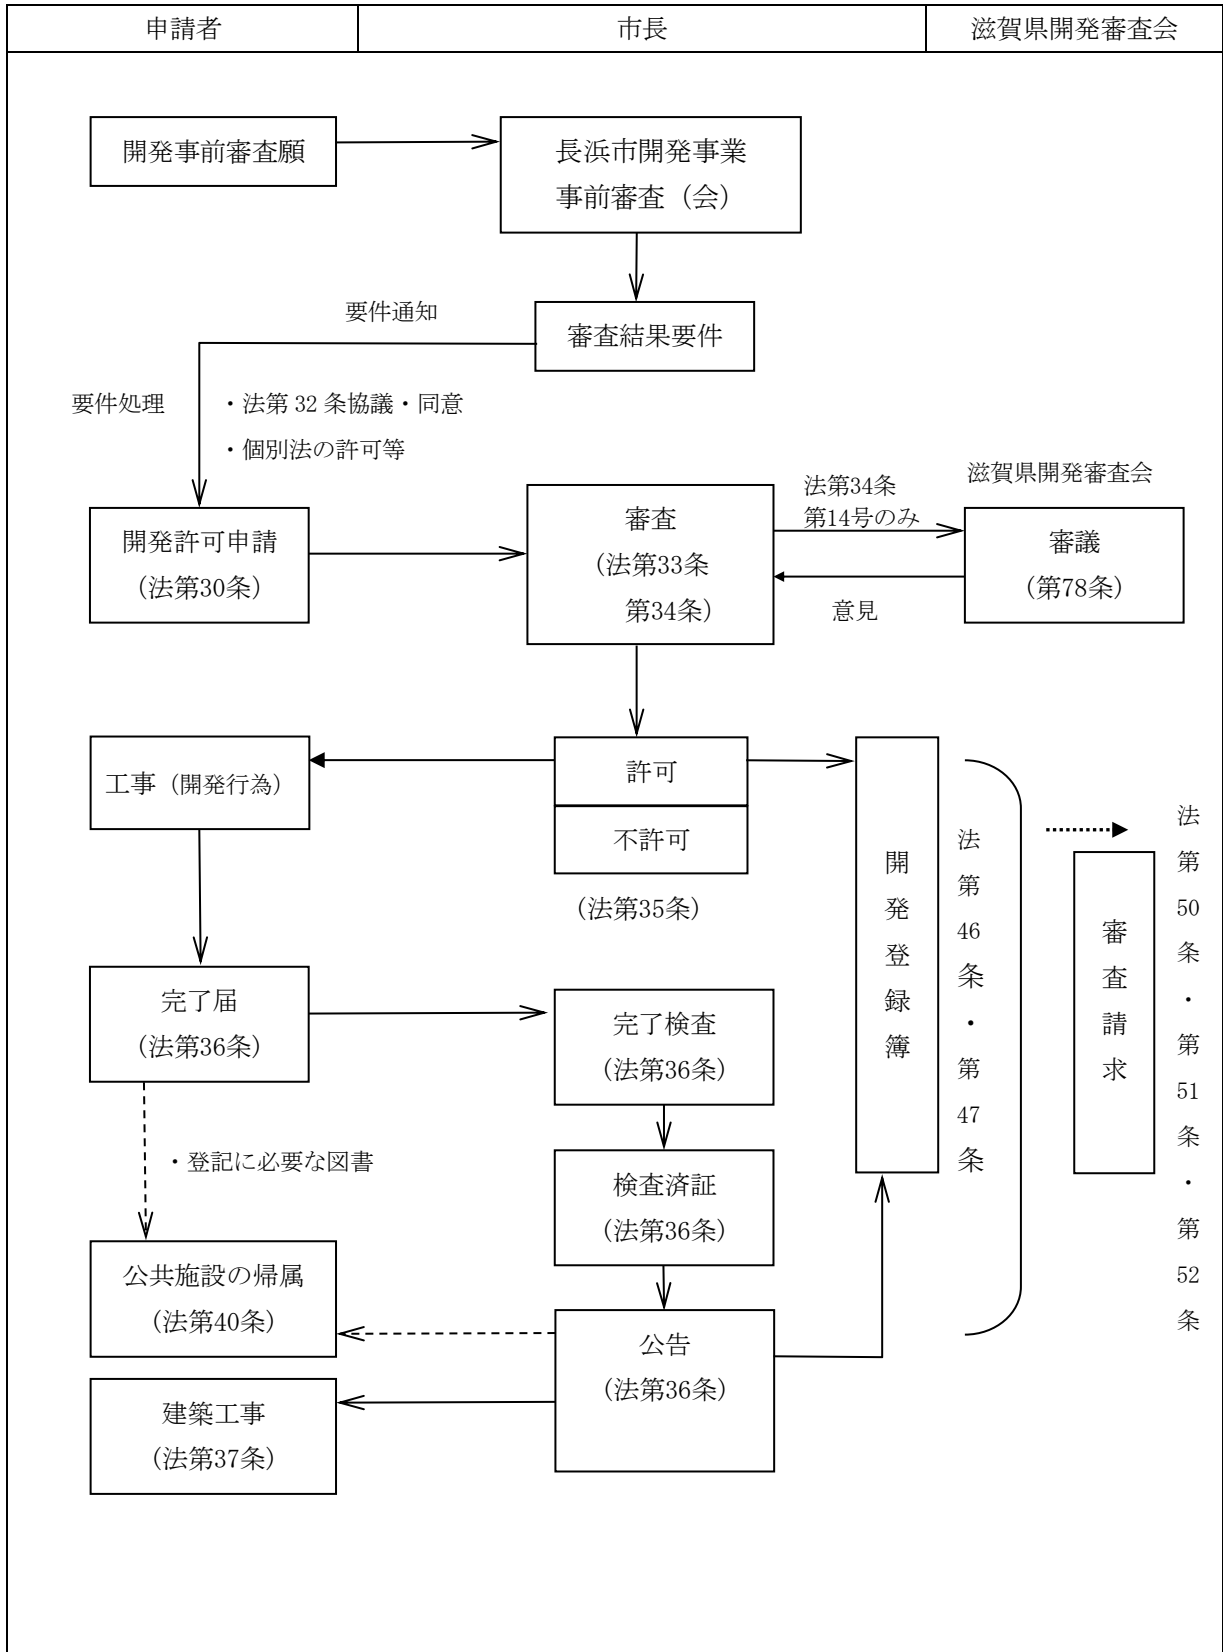 申請者
市長
滋賀県開発審査会
開発事前審査願
長浜市開発事業
事前審査（会）
要件通知
審査結果要件
要件処理
・法第 32 条協議・同意
・個別法の許可等
開発許可申請
（法第30条）
審査
（法第33条
第34条）
法第34条
第14号のみ
滋賀県開発審査会
審議
（第78条）
意見
工事（開発行為）
許可
不許可
（法第35条）
開発登録簿
法第46条・第47条
審査請求
法第50条・第51条・第52条
完了届
（法第36条）
完了検査
（法第36条）
・登記に必要な図書
検査済証
（法第36条）
公共施設の帰属
（法第40条）
公告
（法第36条）
建築工事
（法第37条）